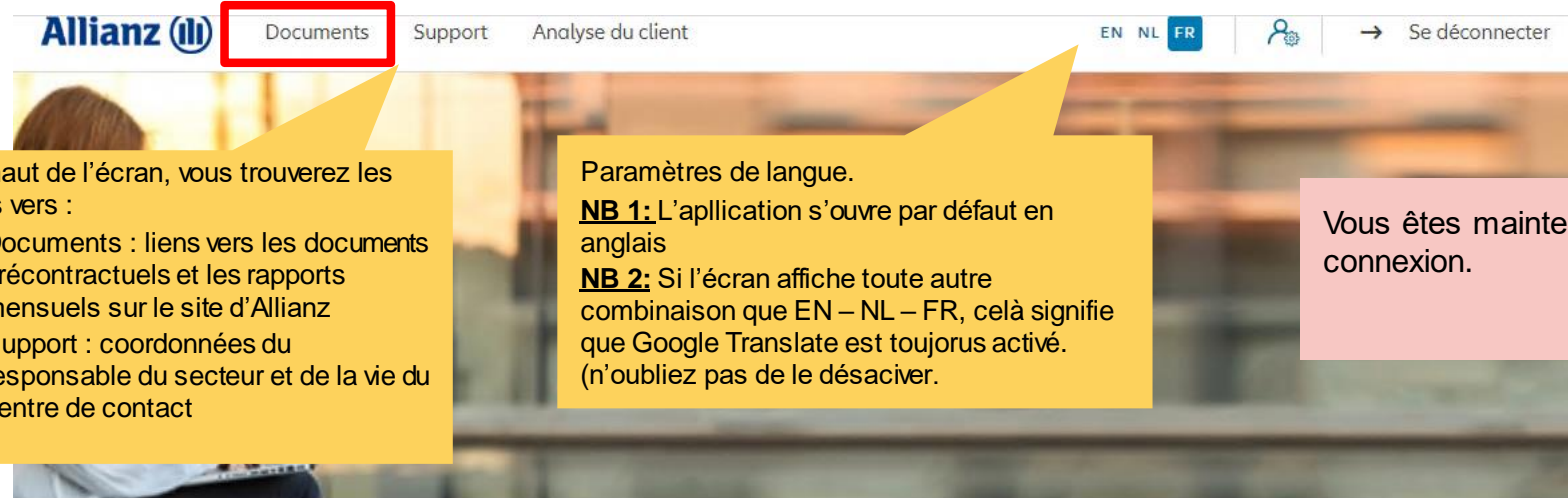 Allianz Documents Support Analyse du client EN NL FR → Se déconnecter
aut de l’écran, vous trouverez les
s vers :
ocuments : liens vers les documents
récontractuels et les rapports
ensuels sur le site d’Allianz
upport : coordonnées du
esponsable du secteur et de la vie du
entre de contact
Paramètres de langue.
NB 1: L’apllication s’ouvre par défaut en
anglais
NB 2: Si l’écran affiche toute autre
combinaison que EN – NL – FR, celà signifie
que Google Translate est toujorus activé.
(n’oubliez pas de le désaciver.
Vous êtes mainte
connexion.